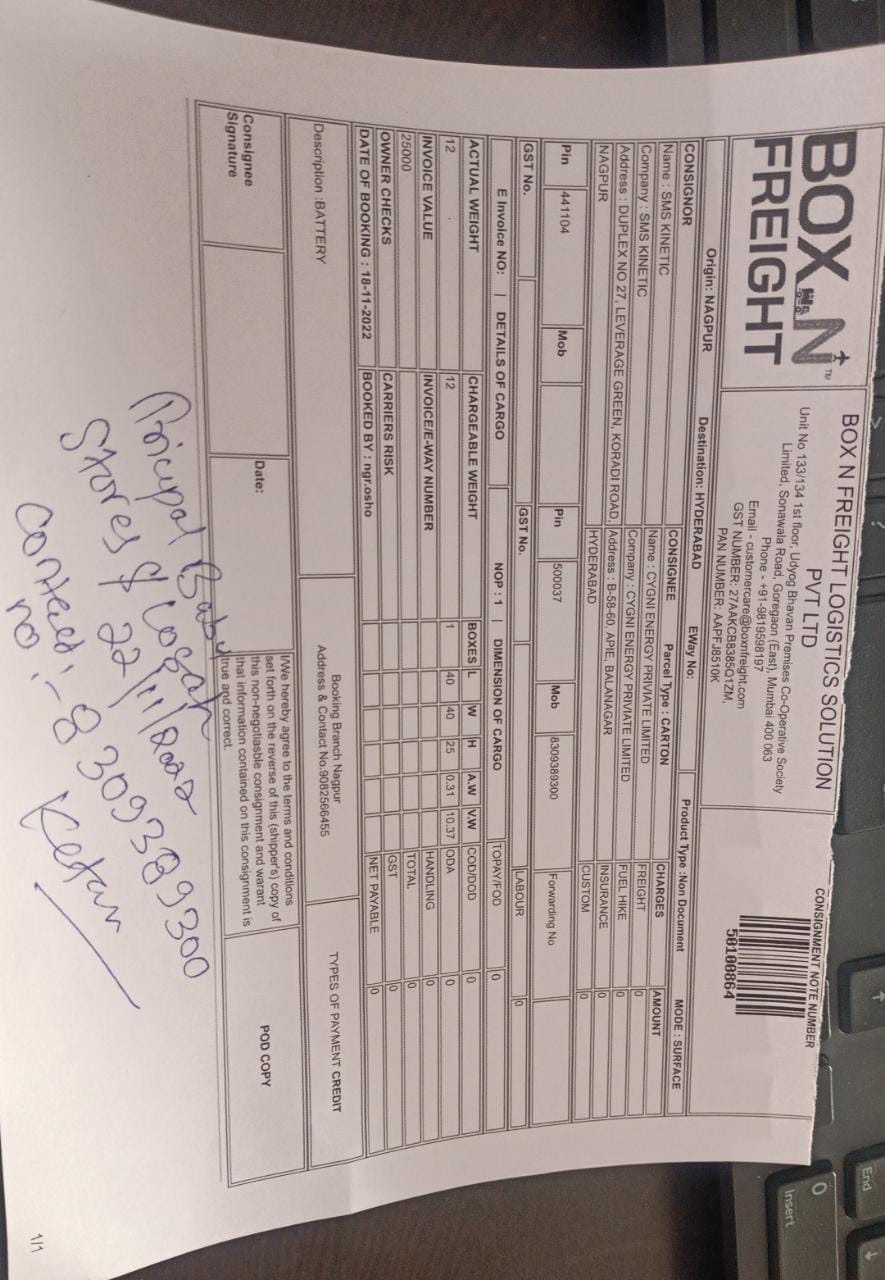 End
0
Insert
BOX N
FREIGHT
TM
BOX N FREIGHT LOGISTICS SOLUTION
PVT LTD
Unit No 133/134 1st floor, Udyog Bhavan Premises Co-Operative Society
Limited, Sonawala Road, Goregaon (East), Mumbai 400 063
Phone - +91-9819598197
Email - customercare@boxnfreight.com
GST NUMBER: 27AAKCB8385Q1ZM,
PAN NUMBER: AAPFJ8510K
CONSIGNMENT NOTE NUMBER
50100864
Origin: NAGPUR Destination: HYDERABAD EWay No: Product Type :Non Document MODE : SURFACE
CONSIGNOR CONSIGNEE Parcel Type : CARTON CHARGES AMOUNT
Name : SMS KINETIC Name : CYGNI ENERGY PRIVIATE LIMITED FREIGHT 0
Company : SMS KINETIC Company : CYGNI ENERGY PRIVIATE LIMITED FUEL HIKE 0
Address : DUPLEX NO 27, LEVERAGE GREEN, KORADI ROAD, Address : B-58-60, APIE, BALANAGAR INSURANCE 0
NAGPUR HYDERABAD CUSTOM 0
Pin 441104 Mob Pin 500037 Mob 8309389300 Forwarding No
GST No. GST No. LABOUR 0
E Invoice NO: | DETAILS OF CARGO NOP : 1 | DIMENSION OF CARGO TOPAY/FOD 0
ACTUAL WEIGHT CHARGEABLE WEIGHT BOXES L W H A.W V.W COD/DOD 0
12 12 1 40 40 25 0.31 10.37 ODA 0
INVOICE VALUE INVOICE/E-WAY NUMBER HANDLING 0
25000 TOTAL 0
OWNER CHECKS CARRIERS RISK GST 0
DATE OF BOOKING : 18-11-2022 BOOKED BY : ngr.osho NET PAYABLE 0
Description :BATTERY
Booking Branch Nagpur
Address & Contact No.9082566455
TYPES OF PAYMENT CREDIT
Consignee
Signature
Date:
I/We hereby agree to the terms and conditions
set forth on the reverse of this (shipper's) copy of
this non-negotiasble consignment and warant
that information contained on this consignment is
true and correct.
POD COPY
Baby
Stores &
22/11/2022
Contact
no :- 8309389300
Ketan
1/1